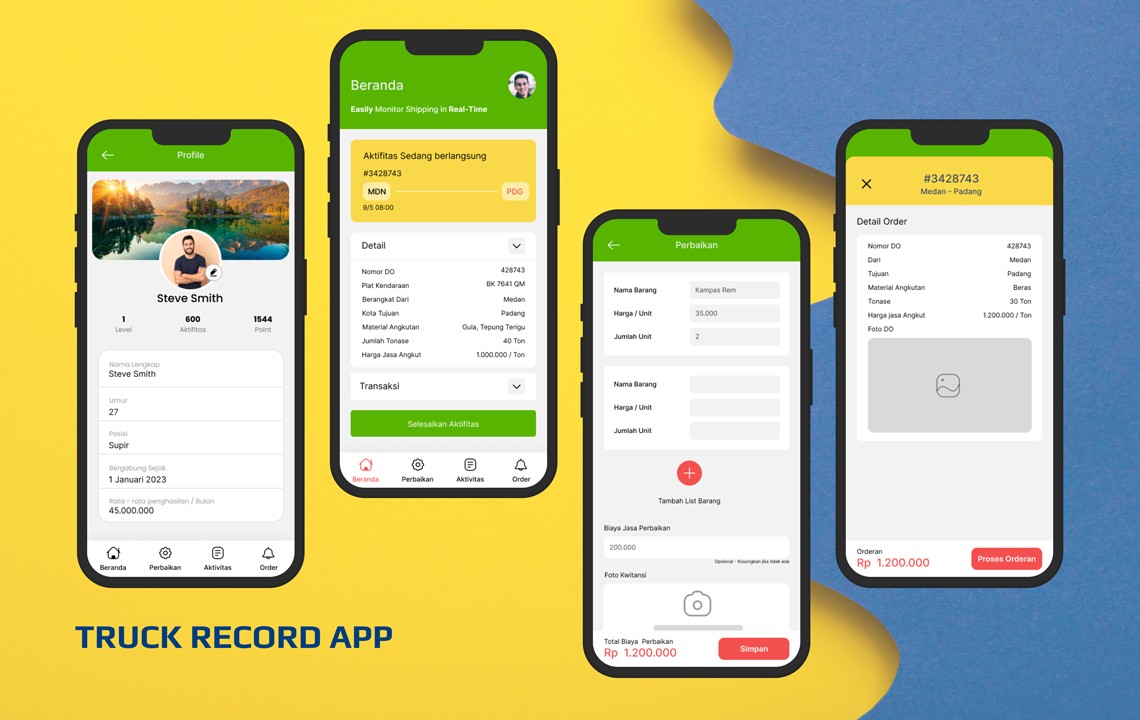 Profile
Steve Smith
1 600 1544
Level Aktifitas Point
Nama Lengkap
Steve Smith
Umur
27
Posisi
Supir
Bergabung Sejak
1 Januari 2023
Rata - rata penghasilan / Bulan
45.000.000
Beranda Perbaikan Aktivitas Order
Beranda
Easily Monitor Shipping in Real-Time
Aktifitas Sedang berlangsung
#3428743
MDN PDG
9/5 08:00
Detail
Nomor DO 428743
Plat Kendaraan BK 7641 QM
Berangkat Dari Medan
Kota Tujuan Padang
Material Angkutan Gula, Tepung Terigu
Jumlah Tonase 40 Ton
Harga Jasa Angkut 1.000.000 / Ton
Transaksi
Selesaikan Aktifitas
Beranda Perbaikan Aktivitas Order
Perbaikan
Nama Barang Kampas Rem
Harga / Unit 35.000
Jumlah Unit 2
Nama Barang
Harga / Unit
Jumlah Unit
Tambah List Barang
Biaya Jasa Perbaikan
200.000
Opsional - Kosongkan jika tidak ada
Foto Kwitansi
Total Biaya Perbaikan
Rp 1.200.000
Simpan
#3428743
Medan - Padang
Detail Order
Nomor DO 428743
Dari Medan
Tujuan Padang
Material Angkutan Beras
Tonase 30 Ton
Harga jasa Angkut 1.200.000 / Ton
Foto DO
Orderan
Rp 1.200.000
Proses Orderan
TRUCK RECORD APP